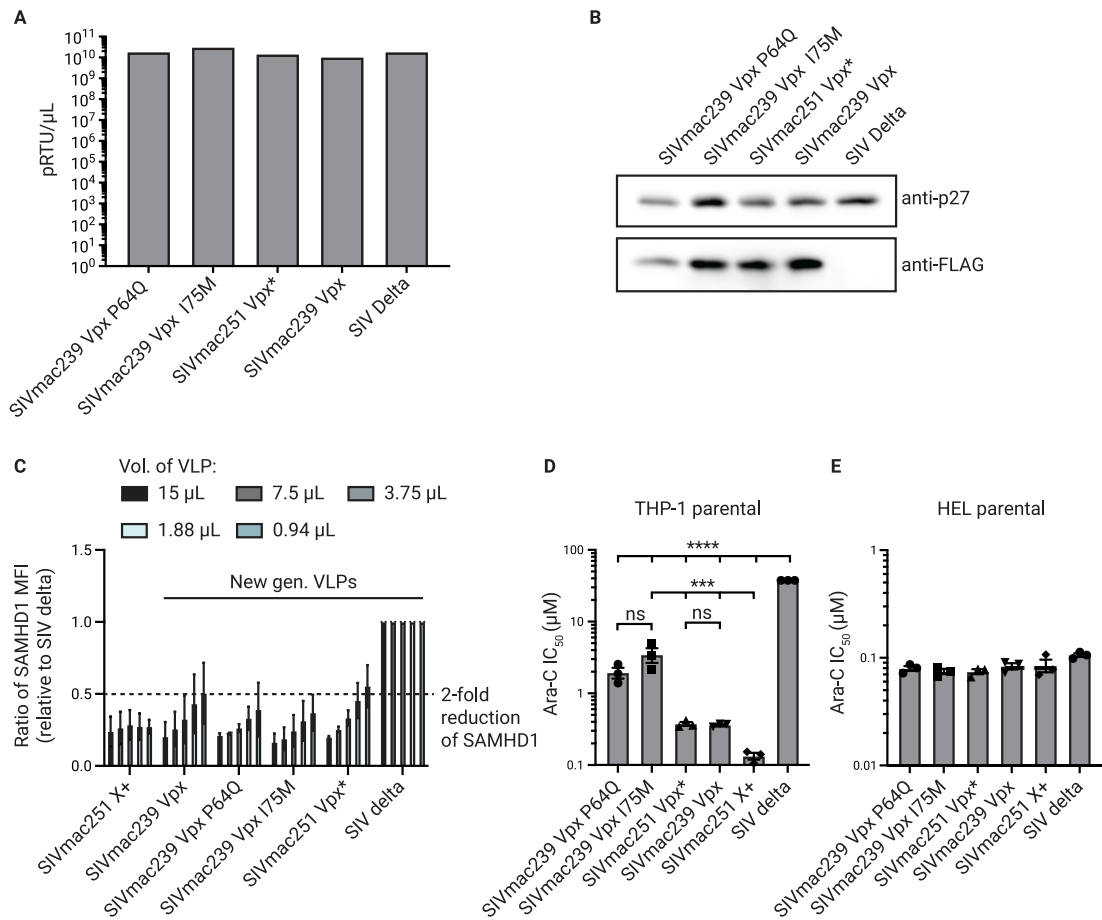 A
pRTU/µL
10¹¹
10¹⁰
10⁹
10⁸
10⁷
10⁶
10⁵
10⁴
10³
10²
10¹
10⁰
SIVmac239 Vpx P64Q
SIVmac239 Vpx I75M
SIVmac251 Vpx*
SIVmac239 Vpx
SIV Delta
B
SIVmac239 Vpx P64Q
SIVmac239 Vpx I75M
SIVmac251 Vpx*
SIVmac239 Vpx
SIV Delta
anti-p27
anti-FLAG
C
Vol. of VLP:
15 µL
7.5 µL
3.75 µL
1.88 µL
0.94 µL
Ratio of SAMHD1 MFI
(relative to SIV delta)
1.5
1.0
0.5
0.0
New gen. VLPs
2-fold
reduction
of SAMHD1
SIVmac251 X+
SIVmac239 Vpx
SIVmac239 Vpx P64Q
SIVmac239 Vpx I75M
SIVmac251 Vpx*
SIV delta
D
THP-1 parental
Ara-C IC₅₀ (µM)
100
10
1
0.1
****
***
ns
ns
SIVmac239 Vpx P64Q
SIVmac239 Vpx I75M
SIVmac251 Vpx*
SIVmac239 Vpx
SIVmac251 X+
SIV delta
E
HEL parental
Ara-C IC₅₀ (µM)
1
0.1
0.01
SIVmac239 Vpx P64Q
SIVmac239 Vpx I75M
SIVmac251 Vpx*
SIVmac239 Vpx
SIVmac251 X+
SIV delta